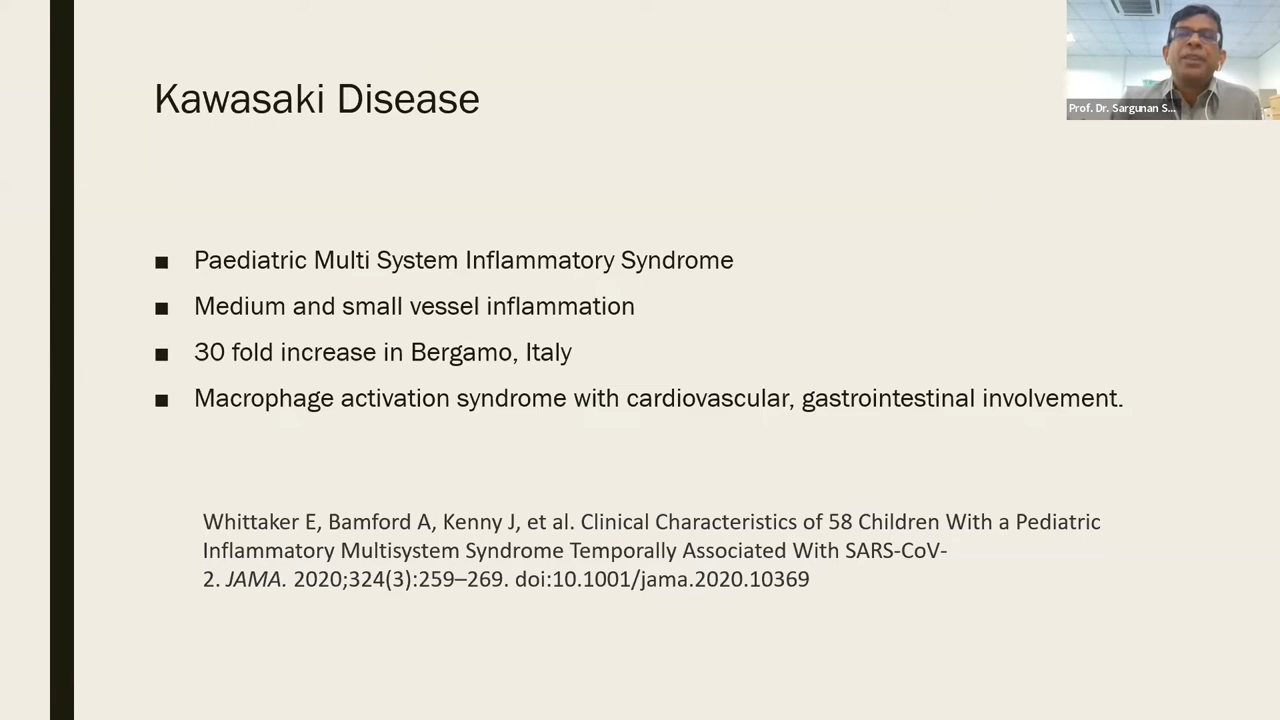 Kawasaki Disease
Prof. Dr. Sargunan S...
■ Paediatric Multi System Inflammatory Syndrome
■ Medium and small vessel inflammation
■ 30 fold increase in Bergamo, Italy
■ Macrophage activation syndrome with cardiovascular, gastrointestinal involvement.
Whittaker E, Bamford A, Kenny J, et al. Clinical Characteristics of 58 Children With a Pediatric
Inflammatory Multisystem Syndrome Temporally Associated With SARS-CoV-
2. JAMA. 2020;324(3):259–269. doi:10.1001/jama.2020.10369